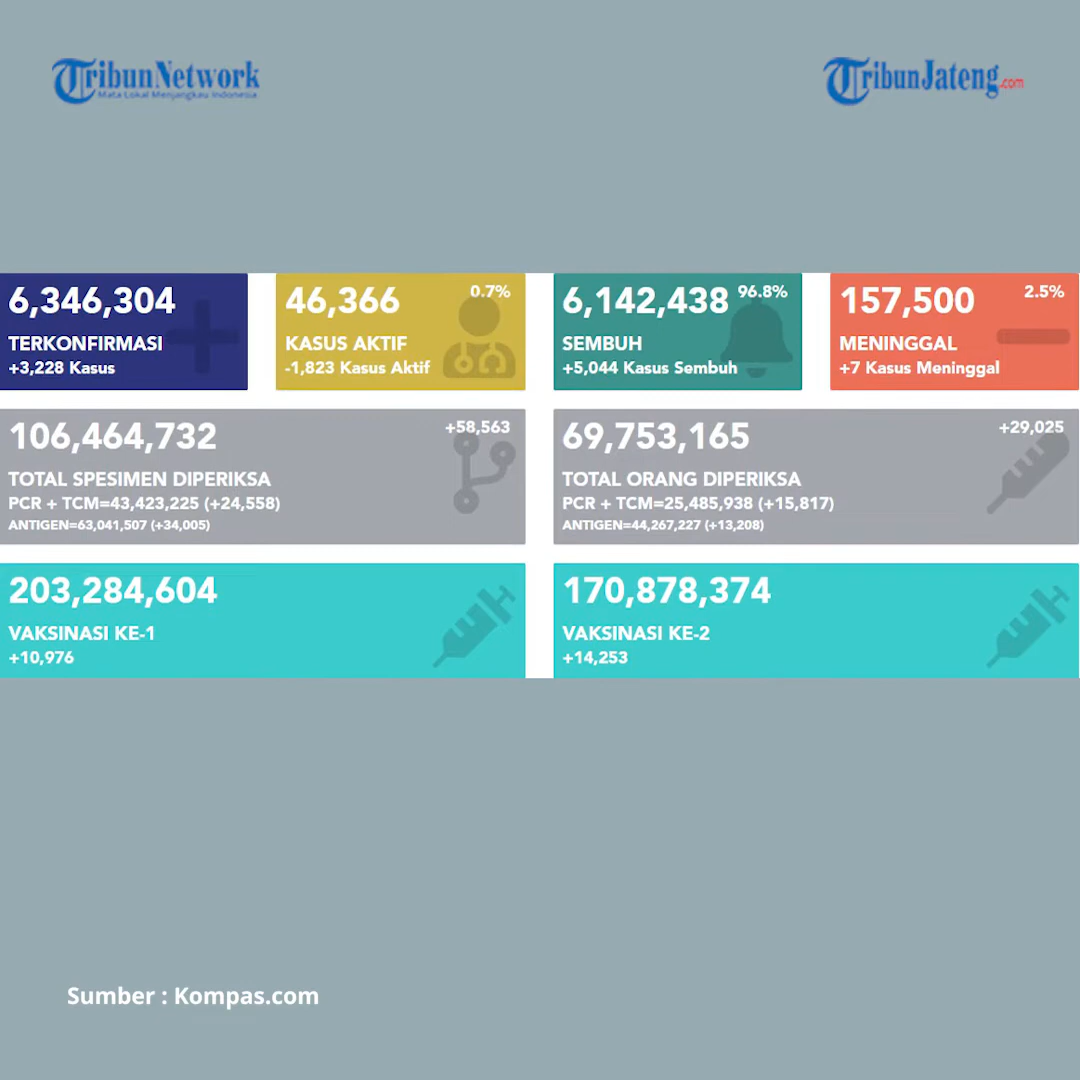 TribunNetwork
Mata Lokal Menjangkau Indonesia
TribunJateng.com
6,346,304
TERKONFIRMASI
+3,228 Kasus
46,366
0.7%
KASUS AKTIF
-1,823 Kasus Aktif
6,142,438
96.8%
SEMBUH
+5,044 Kasus Sembuh
157,500
2.5%
MENINGGAL
+7 Kasus Meninggal
106,464,732
+58,563
TOTAL SPESIMEN DIPERIKSA
PCR + TCM=43,423,225 (+24,558)
ANTIGEN=63,041,507 (+34,005)
69,753,165
+29,025
TOTAL ORANG DIPERIKSA
PCR + TCM=25,485,938 (+15,817)
ANTIGEN=44,267,227 (+13,208)
203,284,604
VAKSINASI KE-1
+10,976
170,878,374
VAKSINASI KE-2
+14,253
Sumber : Kompas.com